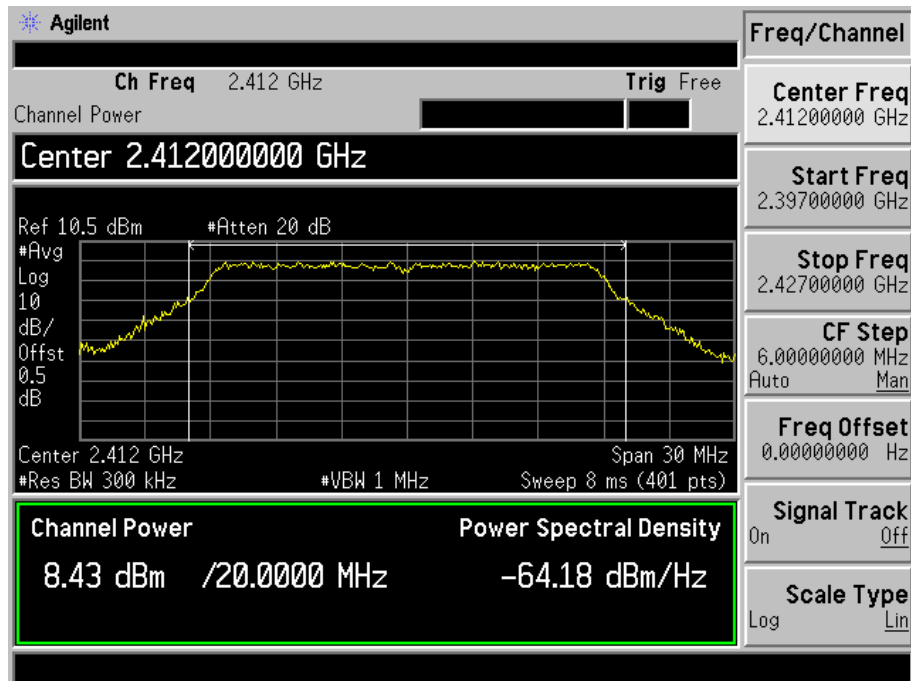 Agilent
Ch Freq 2.412 GHz Trig Free
Channel Power
Center 2.412000000 GHz
Ref 10.5 dBm #Atten 20 dB
#Avg
Log
10
dB/
Offst
0.5
dB
Center 2.412 GHz Span 30 MHz
#Res BW 300 kHz #VBW 1 MHz Sweep 8 ms (401 pts)
Channel Power Power Spectral Density
8.43 dBm /20.0000 MHz -64.18 dBm/Hz
Freq/Channel
Center Freq
2.41200000 GHz
Start Freq
2.39700000 GHz
Stop Freq
2.42700000 GHz
CF Step
6.00000000 MHz
Auto Man
Freq Offset
0.00000000 Hz
Signal Track
On Off
Scale Type
Log Lin